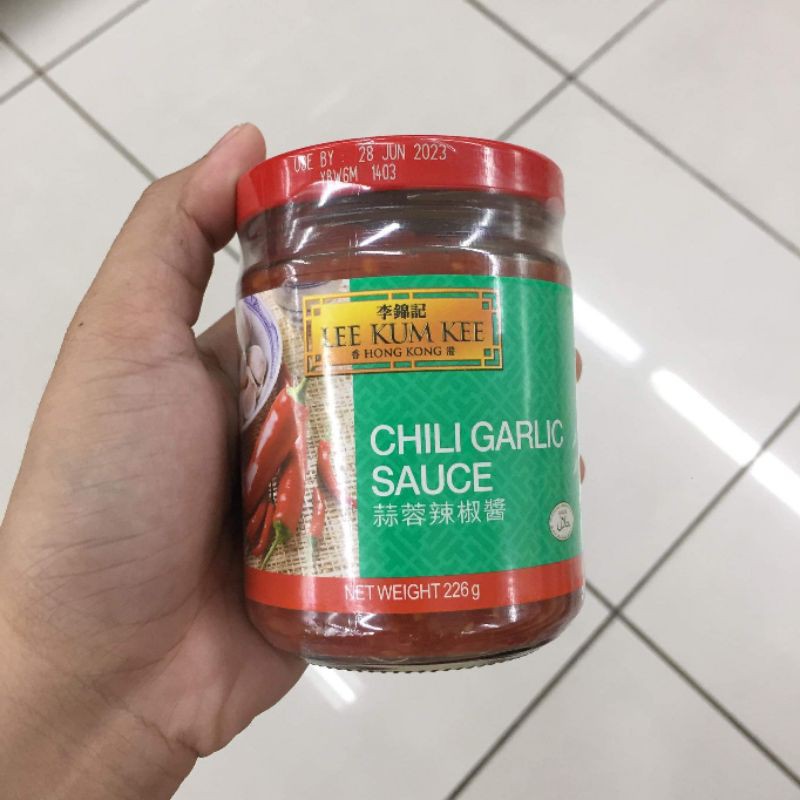 USE BY : 28 JUN 2023
YBW6M 1403
李錦記
LEE KUM KEE
香 HONG KONG 港
CHILI GARLIC
SAUCE
蒜蓉辣椒醬
NET WEIGHT 226 g